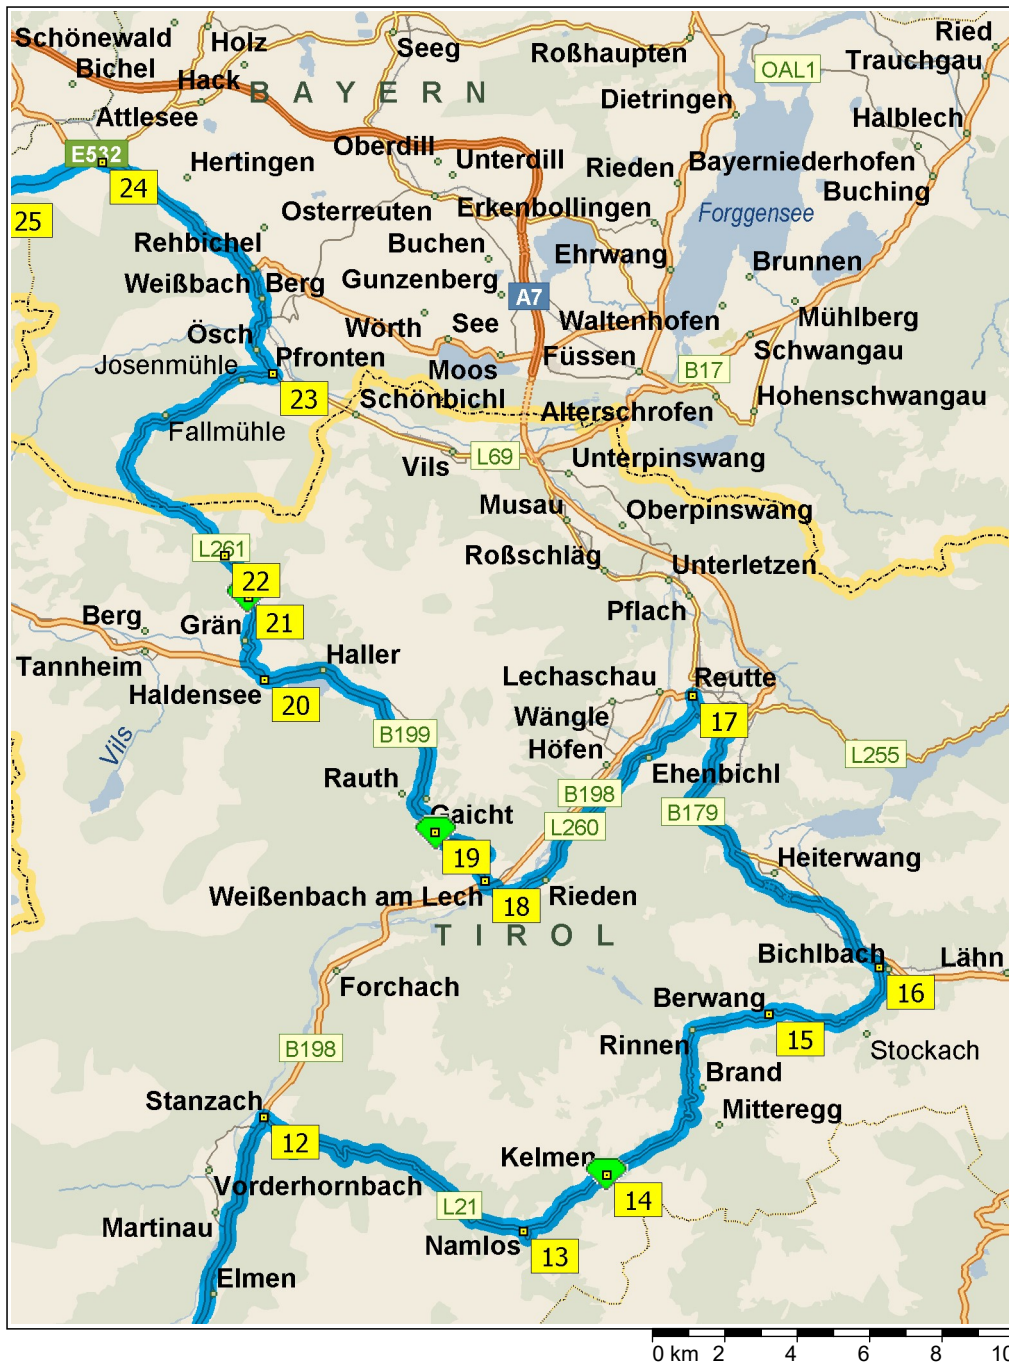 Schönewald
Holz
Seeg
Roßhaupten
Ried
Bichel
Hack
OAL1
Trauchgau
BAYERN
Dietringen
Attlesee
Halblech
E532
Hertingen
Oberdill
Unterdill
Rieden
Bayerniederhofen
24
Buching
25
Osterreuten
Erkenbollingen
Forggensee
Rehbichel
Buchen
Ehrwang
Brunnen
Weißbach
Berg
Gunzenberg
A7
Wörth
See
Waltenhofen
Mühlberg
Ösch
Pfronten
Füssen
Schwangau
Josenmühle
Moos
B17
23
Schönbichl
Alterschrofen
Hohenschwangau
Fallmühle
Vils
L69
Unterpinswang
Musau
Oberpinswang
L261
Roßschläg
Unterletzen
22
Pflach
Berg
Grän
21
Tannheim
Haller
Lechaschau
Reutte
Haldensee
20
Wängle
17
Vils
B199
Höfen
L255
Rauth
Ehenbichl
B198
B179
Gaicht
L260
19
Heiterwang
Weißenbach am Lech
18
Rieden
TIROL
Bichlbach
Lähn
Forchach
Berwang
16
B198
Rinnen
15
Stockach
Brand
Stanzach
Mitteregg
12
Kelmen
Vorderhornbach
14
L21
Martinau
Namlos
13
Elmen
0 km 2 4 6 8 10